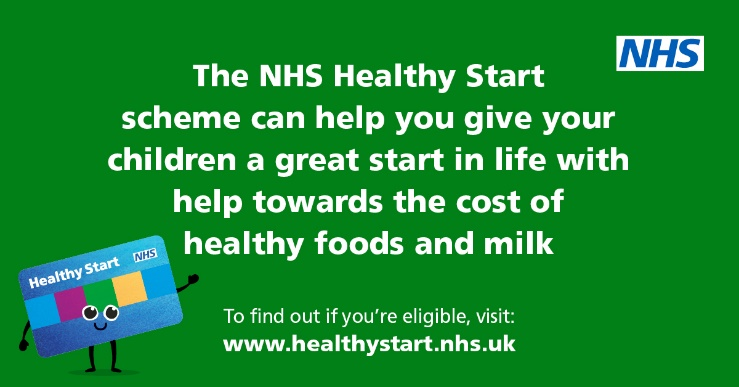 NHS
The NHS Healthy Start
scheme can help you give your
children a great start in life with
help towards the cost of
healthy foods and milk
Healthy Start NHS
To find out if you're eligible, visit:
www.healthystart.nhs.uk